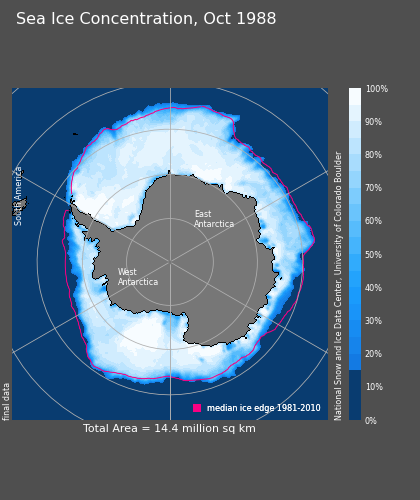 Sea Ice Concentration, Oct 1988
100%
90%
80%
70%
60%
50%
40%
30%
20%
10%
0%
South America
East
Antarctica
West
Antarctica
National Snow and Ice Data Center, University of Colorado Boulder
final data
median ice edge 1981-2010
Total Area = 14.4 million sq km